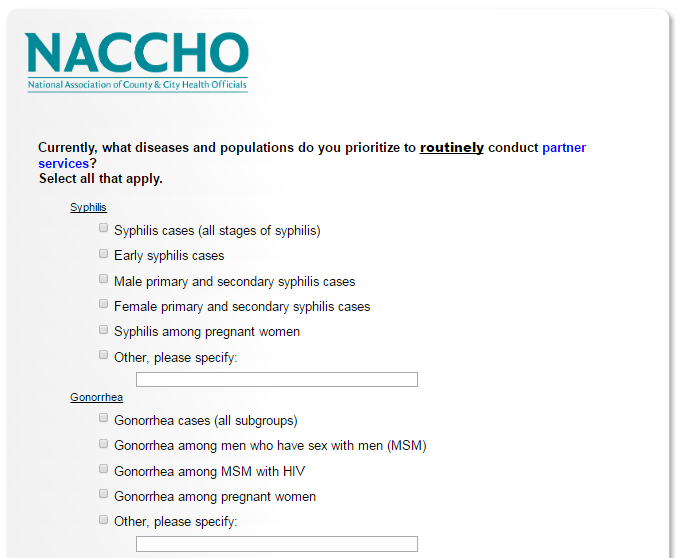 NACCHO
National Association of County & City Health Officials
Currently, what diseases and populations do you prioritize to routinely conduct partner
services?
Select all that apply.
Syphilis
Syphilis cases (all stages of syphilis)
Early syphilis cases
Male primary and secondary syphilis cases
Female primary and secondary syphilis cases
Syphilis among pregnant women
Other, please specify:
Gonorrhea
Gonorrhea cases (all subgroups)
Gonorrhea among men who have sex with men (MSM)
Gonorrhea among MSM with HIV
Gonorrhea among pregnant women
Other, please specify: